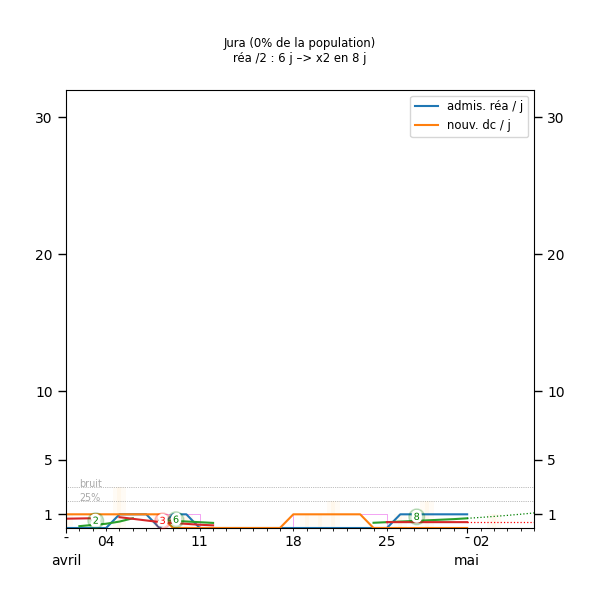 Jura (0% de la population)
réa /2 : 6 j –> x2 en 8 j
admis. réa / j
nouv. dc / j
30 30
20 20
10 10
5 5
bruit
25%
1 1
2 3 6 8
- 04 11 18 25 - 02
avril mai